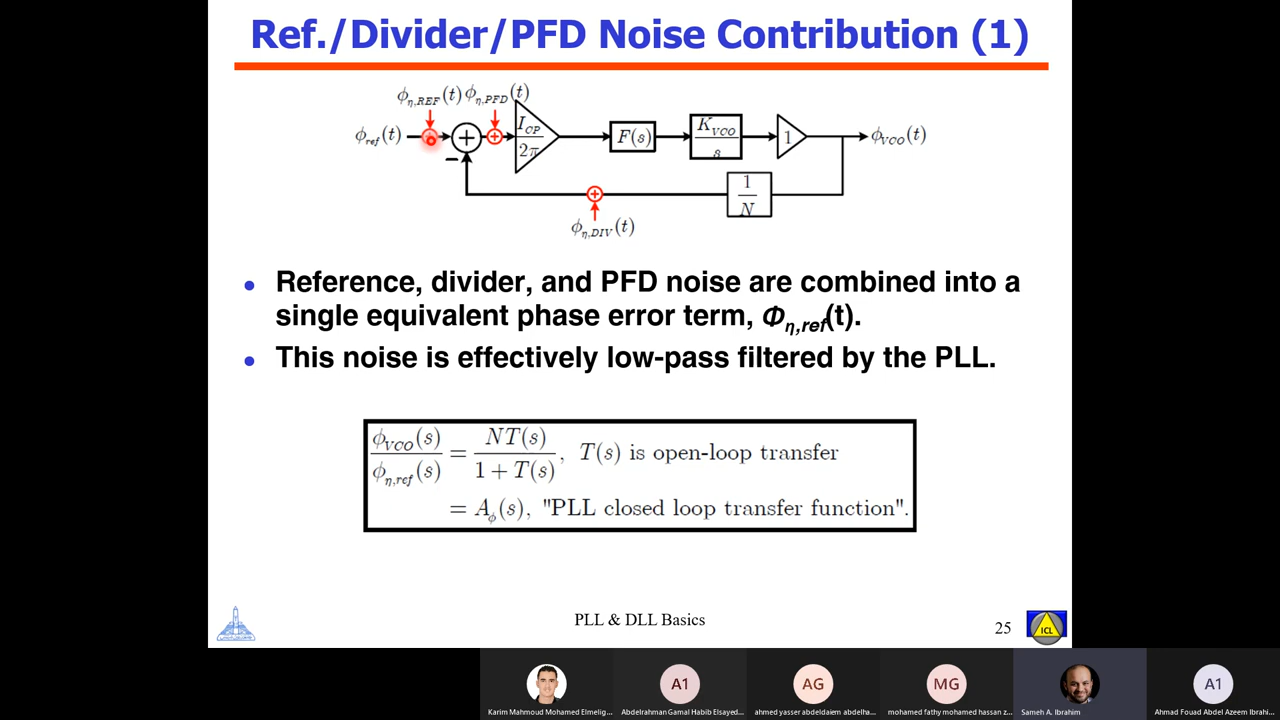 Ref./Divider/PFD Noise Contribution (1)
ϕη,REF(t) ϕη,PFD(t)
ϕref(t) + + I_CP/2π F(s) K_VCO/s 1 ϕVCO(t)
−
+ 1/N
ϕη,DIV(t)
• Reference, divider, and PFD noise are combined into a
single equivalent phase error term, Φη,ref(t).
• This noise is effectively low-pass filtered by the PLL.
ϕVCO(s)/ϕη,ref(s) = NT(s)/1 + T(s), T(s) is open-loop transfer
= Aϕ(s), "PLL closed loop transfer function".
PLL & DLL Basics
25
ICL
A1 AG MG A1
Karim Mahmoud Mohamed Elmelig... Abdelrahman Gamal Habib Elsayed... ahmed yasser abdeldaiem abdelha... mohamed fathy mohamed hassan z... Sameh A. Ibrahim Ahmad Fouad Abdel Azeem Ibrahi...